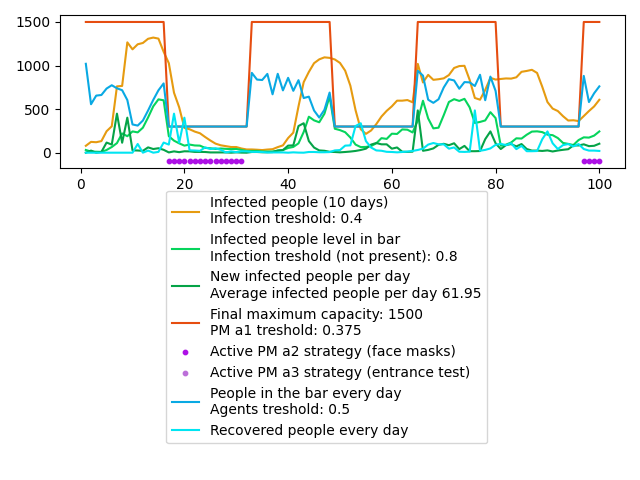 1500
1000
500
0
0 20 40 60 80 100
Infected people (10 days)
Infection treshold: 0.4
Infected people level in bar
Infection treshold (not present): 0.8
New infected people per day
Average infected people per day 61.95
Final maximum capacity: 1500
PM a1 treshold: 0.375
Active PM a2 strategy (face masks)
Active PM a3 strategy (entrance test)
People in the bar every day
Agents treshold: 0.5
Recovered people every day